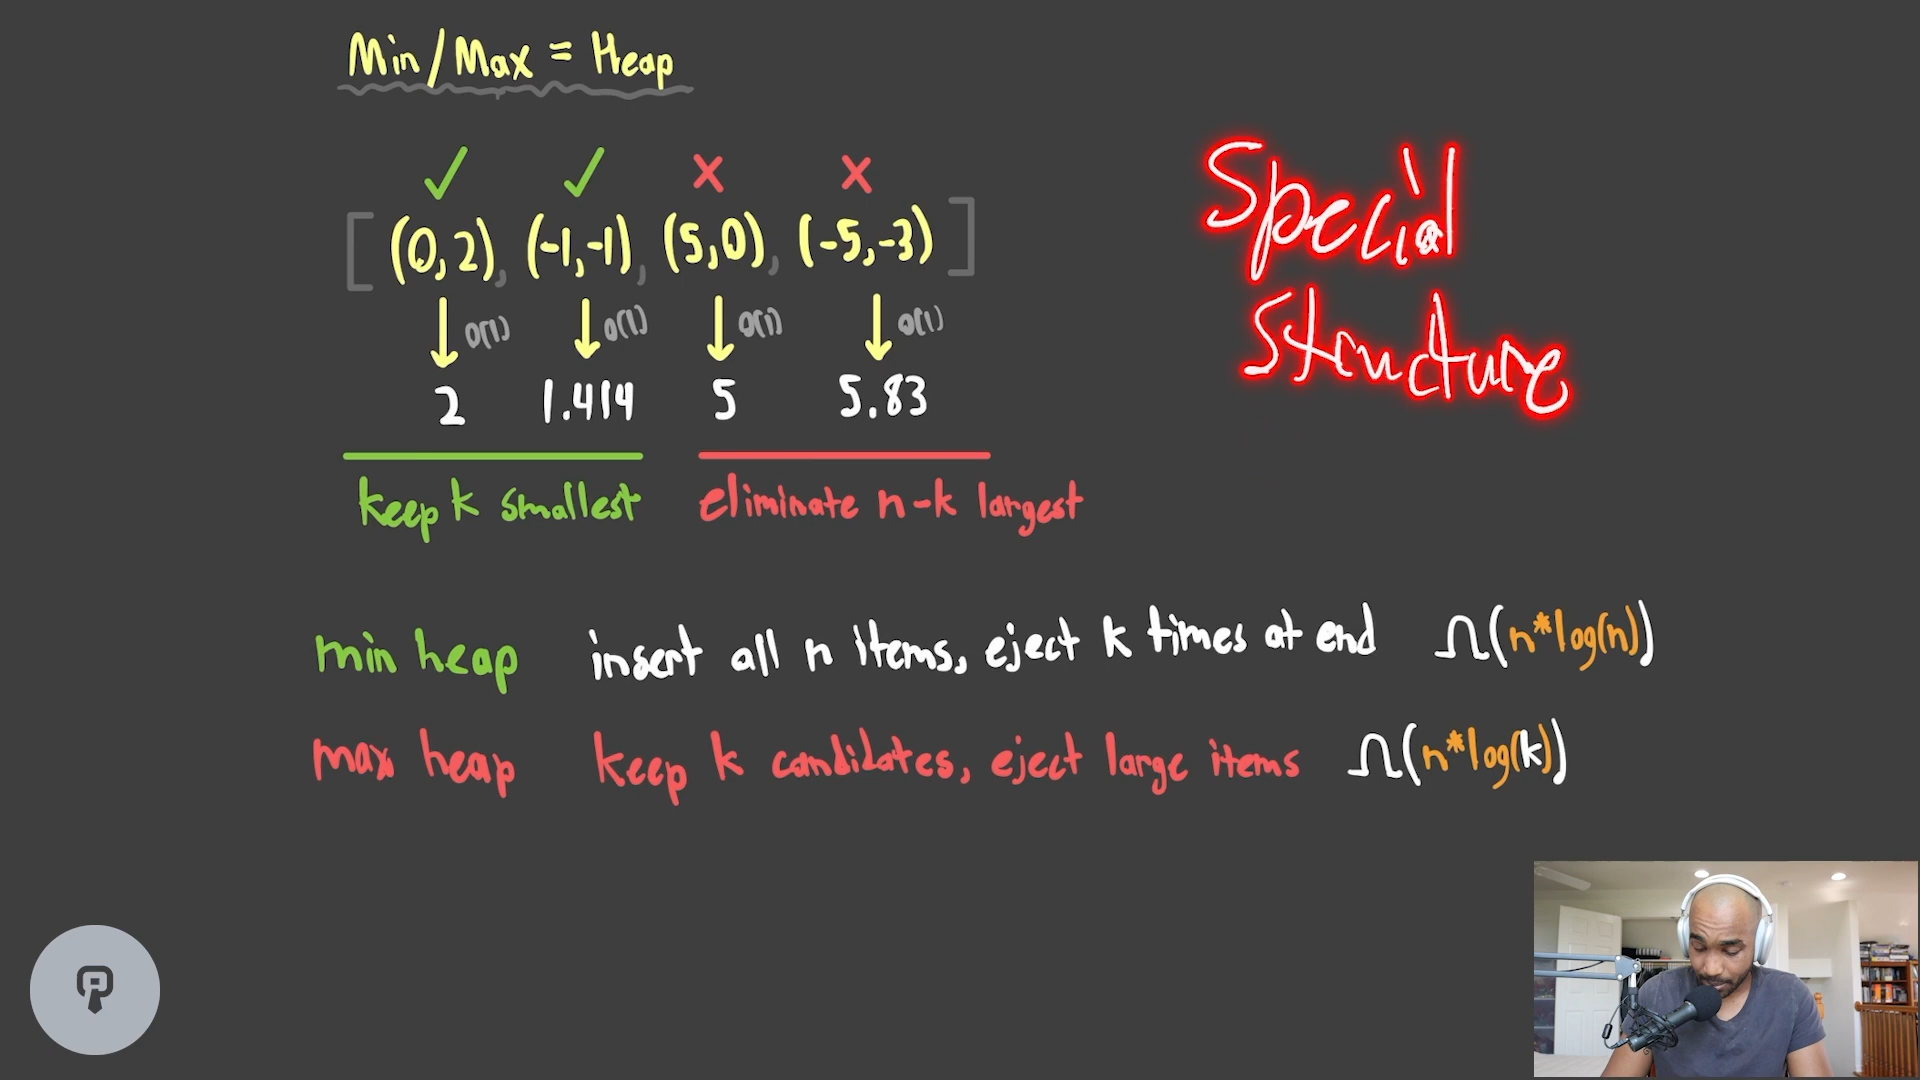 Min/Max = Heap
[(0,2), (-1,-1), (5,0), (-5,-3)]
O(1) O(1) O(1) O(1)
2 1.414 5 5.83
keep k smallest eliminate n-k largest
Special
Structure
min heap insert all n items, eject k times at end Ω(n*log(n))
max heap keep k candidates, eject large items Ω(n*log(k))